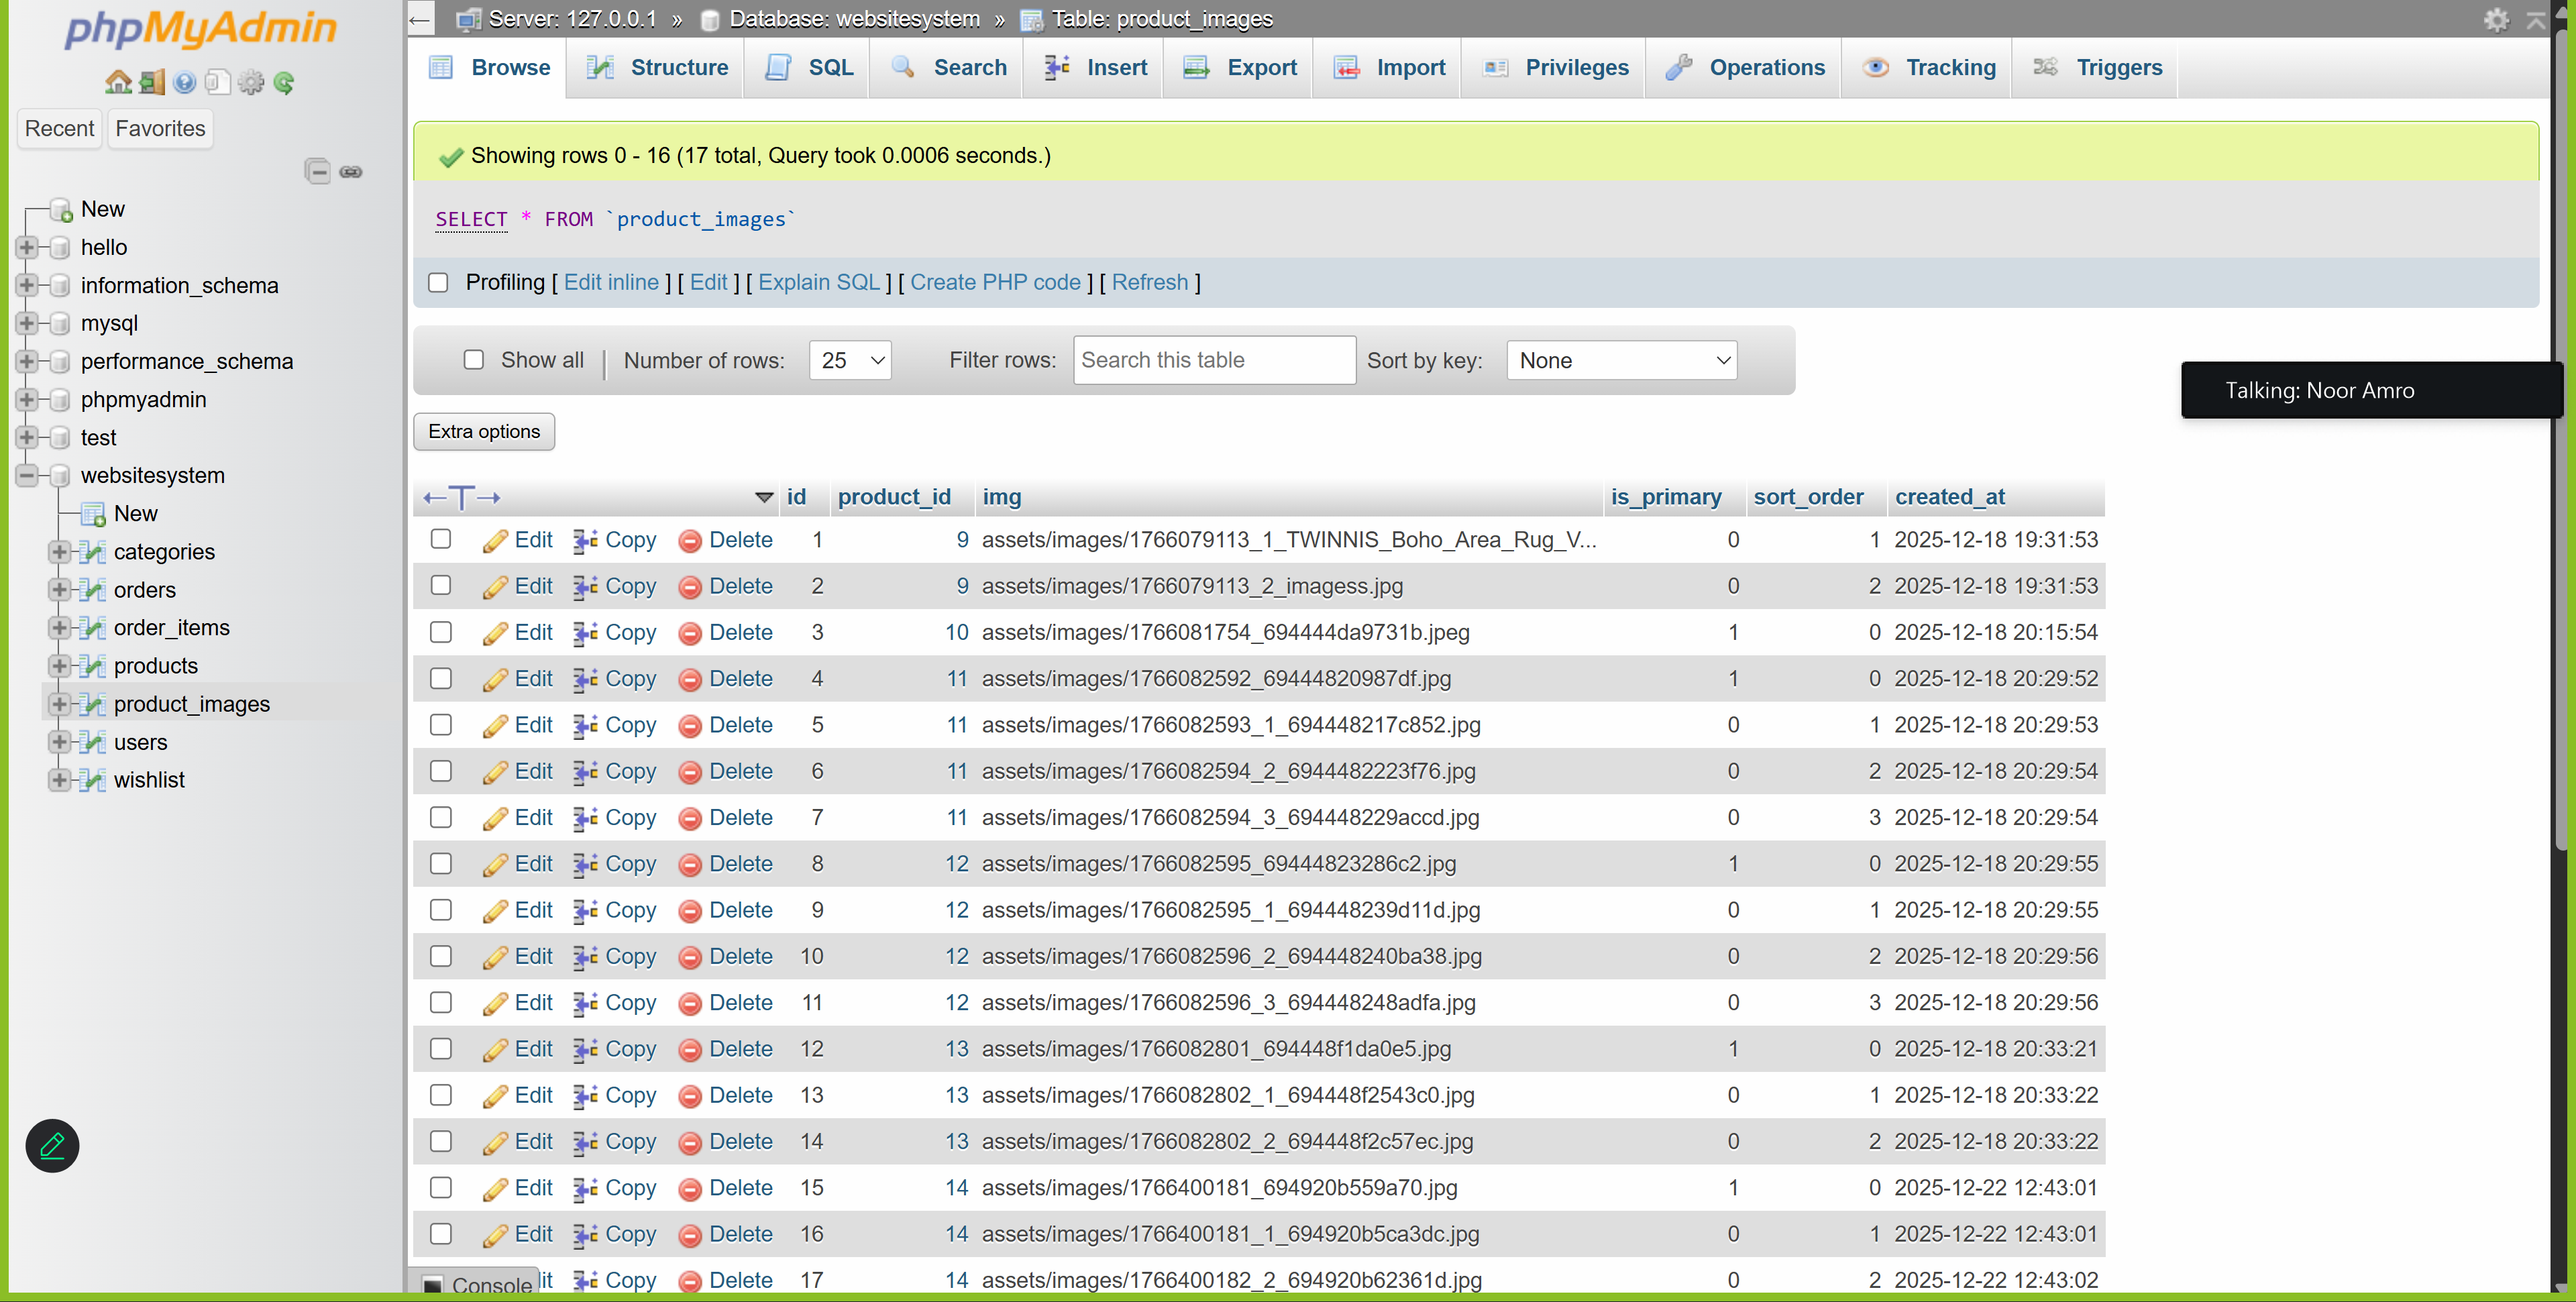 phpMyAdmin
Recent Favorites
New
hello
information_schema
mysql
performance_schema
phpmyadmin
test
websitesystem
New
categories
orders
order_items
products
product_images
users
wishlist
Server: 127.0.0.1 » Database: websitesystem » Table: product_images
Browse Structure SQL Search Insert Export Import Privileges Operations Tracking Triggers
Showing rows 0 - 16 (17 total, Query took 0.0006 seconds.)
SELECT * FROM `product_images`
Profiling [ Edit inline ] [ Edit ] [ Explain SQL ] [ Create PHP code ] [ Refresh ]
Show all | Number of rows: 25 Filter rows: Search this table Sort by key: None
Talking: Noor Amro
Extra options
id product_id img is_primary sort_order created_at
Edit Copy Delete 1 9 assets/images/1766079113_1_TWINNIS_Boho_Area_Rug_V... 0 1 2025-12-18 19:31:53
Edit Copy Delete 2 9 assets/images/1766079113_2_imagess.jpg 0 2 2025-12-18 19:31:53
Edit Copy Delete 3 10 assets/images/1766081754_694444da9731b.jpeg 1 0 2025-12-18 20:15:54
Edit Copy Delete 4 11 assets/images/1766082592_69444820987df.jpg 1 0 2025-12-18 20:29:52
Edit Copy Delete 5 11 assets/images/1766082593_1_694448217c852.jpg 0 1 2025-12-18 20:29:53
Edit Copy Delete 6 11 assets/images/1766082594_2_6944482223f76.jpg 0 2 2025-12-18 20:29:54
Edit Copy Delete 7 11 assets/images/1766082594_3_694448229accd.jpg 0 3 2025-12-18 20:29:54
Edit Copy Delete 8 12 assets/images/1766082595_69444823286c2.jpg 1 0 2025-12-18 20:29:55
Edit Copy Delete 9 12 assets/images/1766082595_1_694448239d11d.jpg 0 1 2025-12-18 20:29:55
Edit Copy Delete 10 12 assets/images/1766082596_2_694448240ba38.jpg 0 2 2025-12-18 20:29:56
Edit Copy Delete 11 12 assets/images/1766082596_3_694448248adfa.jpg 0 3 2025-12-18 20:29:56
Edit Copy Delete 12 13 assets/images/1766082801_694448f1da0e5.jpg 1 0 2025-12-18 20:33:21
Edit Copy Delete 13 13 assets/images/1766082802_1_694448f2543c0.jpg 0 1 2025-12-18 20:33:22
Edit Copy Delete 14 13 assets/images/1766082802_2_694448f2c57ec.jpg 0 2 2025-12-18 20:33:22
Edit Copy Delete 15 14 assets/images/1766400181_694920b559a70.jpg 1 0 2025-12-22 12:43:01
Edit Copy Delete 16 14 assets/images/1766400181_1_694920b5ca3dc.jpg 0 1 2025-12-22 12:43:01
Console it Copy Delete 17 14 assets/images/1766400182_2_694920b62361d.jpg 0 2 2025-12-22 12:43:02